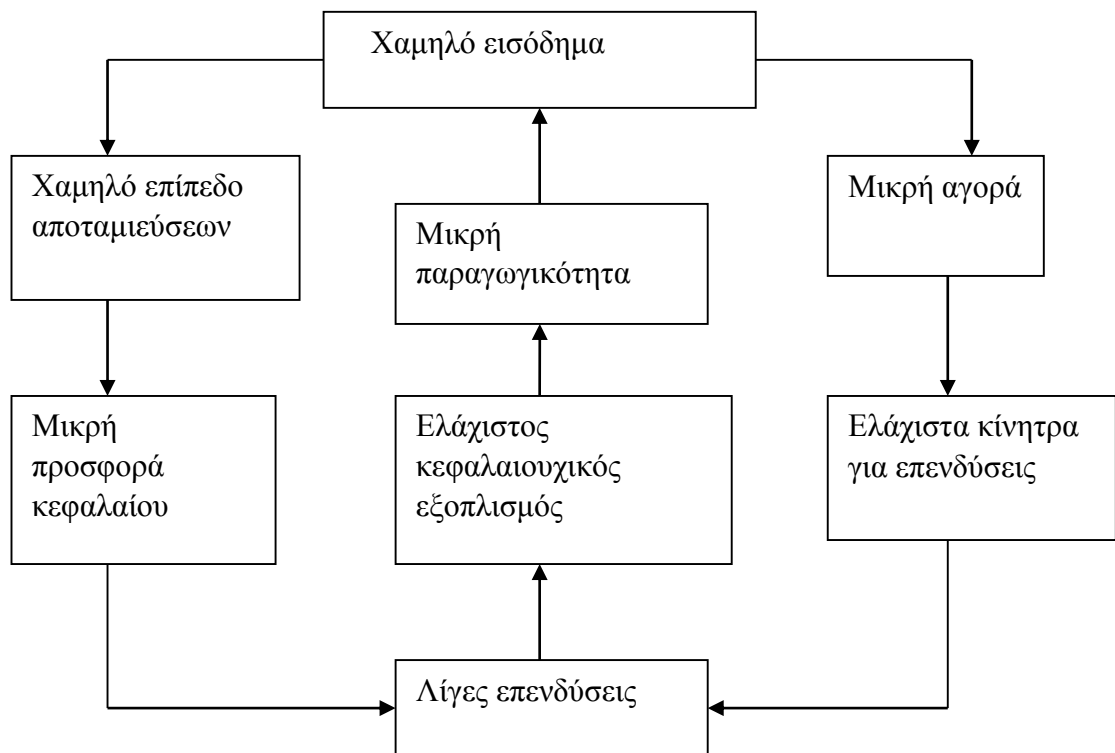 Χαμηλό εισόδημα
Χαμηλό επίπεδο
αποταμιεύσεων
Μικρή
παραγωγικότητα
Μικρή αγορά
Μικρή
προσφορά
κεφαλαίου
Ελάχιστος
κεφαλαιουχικός
εξοπλισμός
Ελάχιστα κίνητρα
για επενδύσεις
Λίγες επενδύσεις